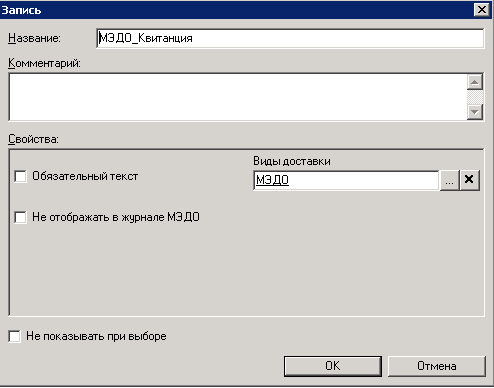 Запись
Название: МЭДО_Квитанция
Комментарий:
Свойства:
Виды доставки
Обязательный текст МЭДО ...
Не отображать в журнале МЭДО
Не показывать при выборе
OK Отмена